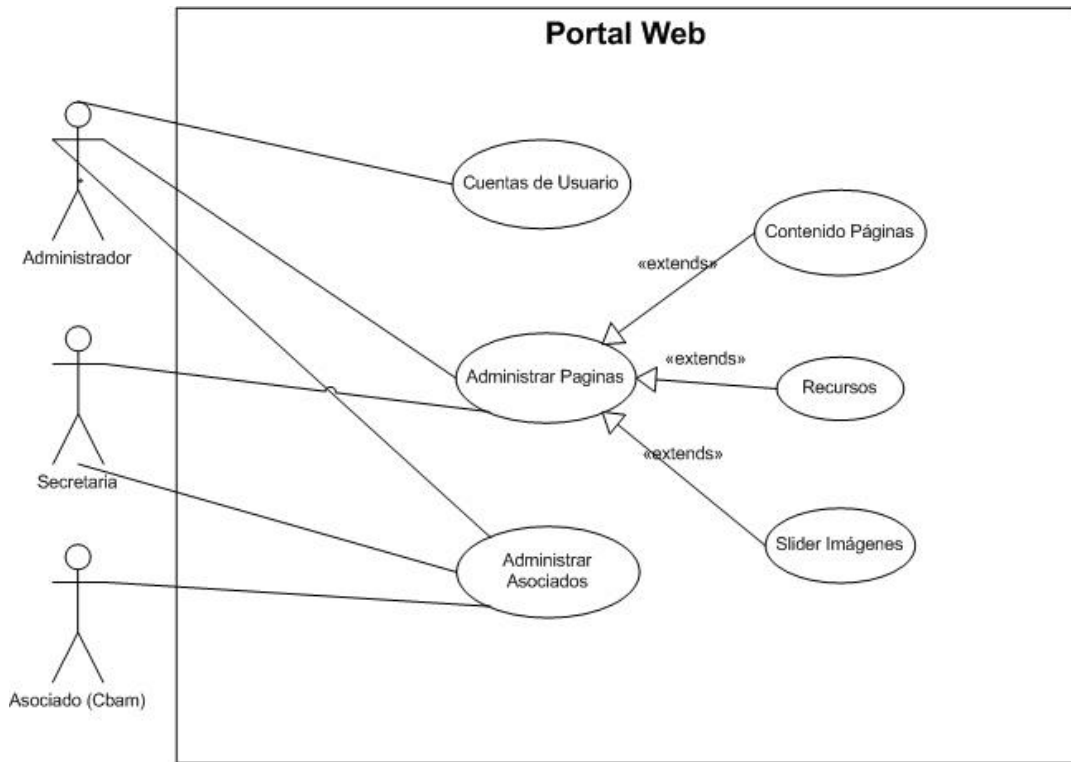 Portal Web
Cuentas de Usuario
Contenido Páginas
Administrador
«extends»
Administrar Paginas
«extends»
Recursos
«extends»
Secretaria
Slider Imágenes
Administrar
Asociados
Asociado (Cbam)